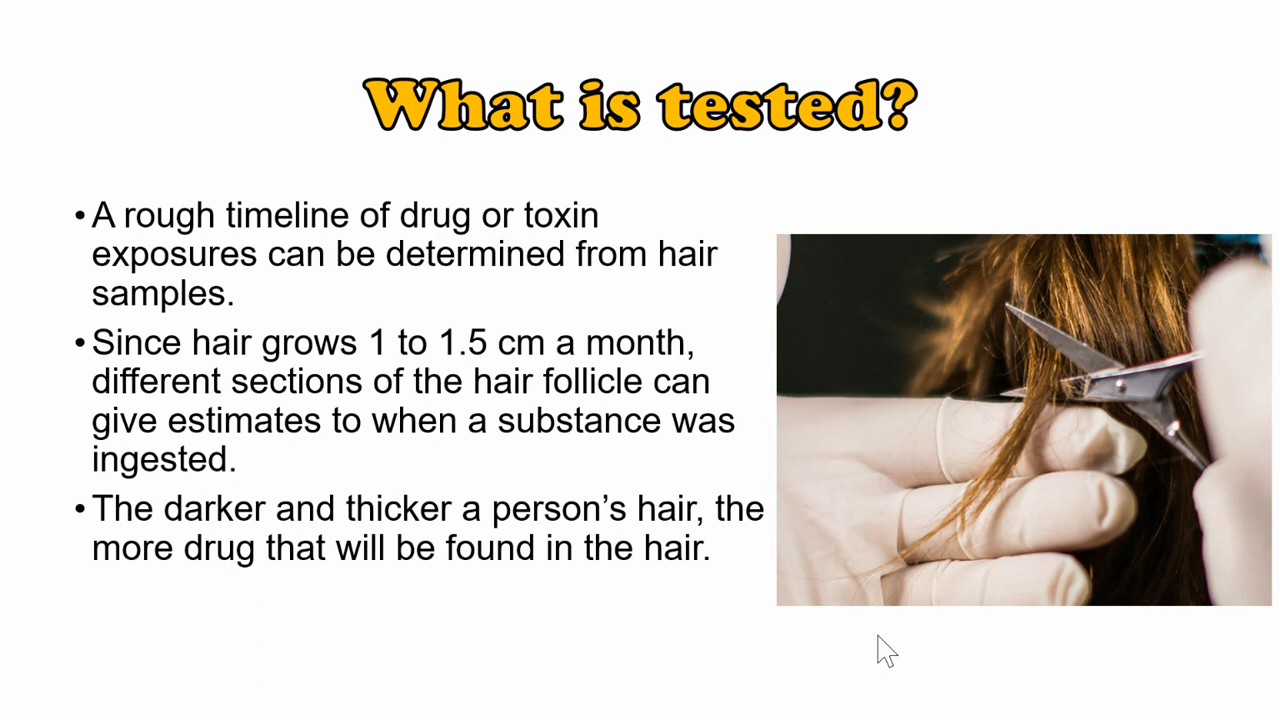 What is tested?
• A rough timeline of drug or toxin
exposures can be determined from hair
samples.
• Since hair grows 1 to 1.5 cm a month,
different sections of the hair follicle can
give estimates to when a substance was
ingested.
• The darker and thicker a person’s hair, the
more drug that will be found in the hair.